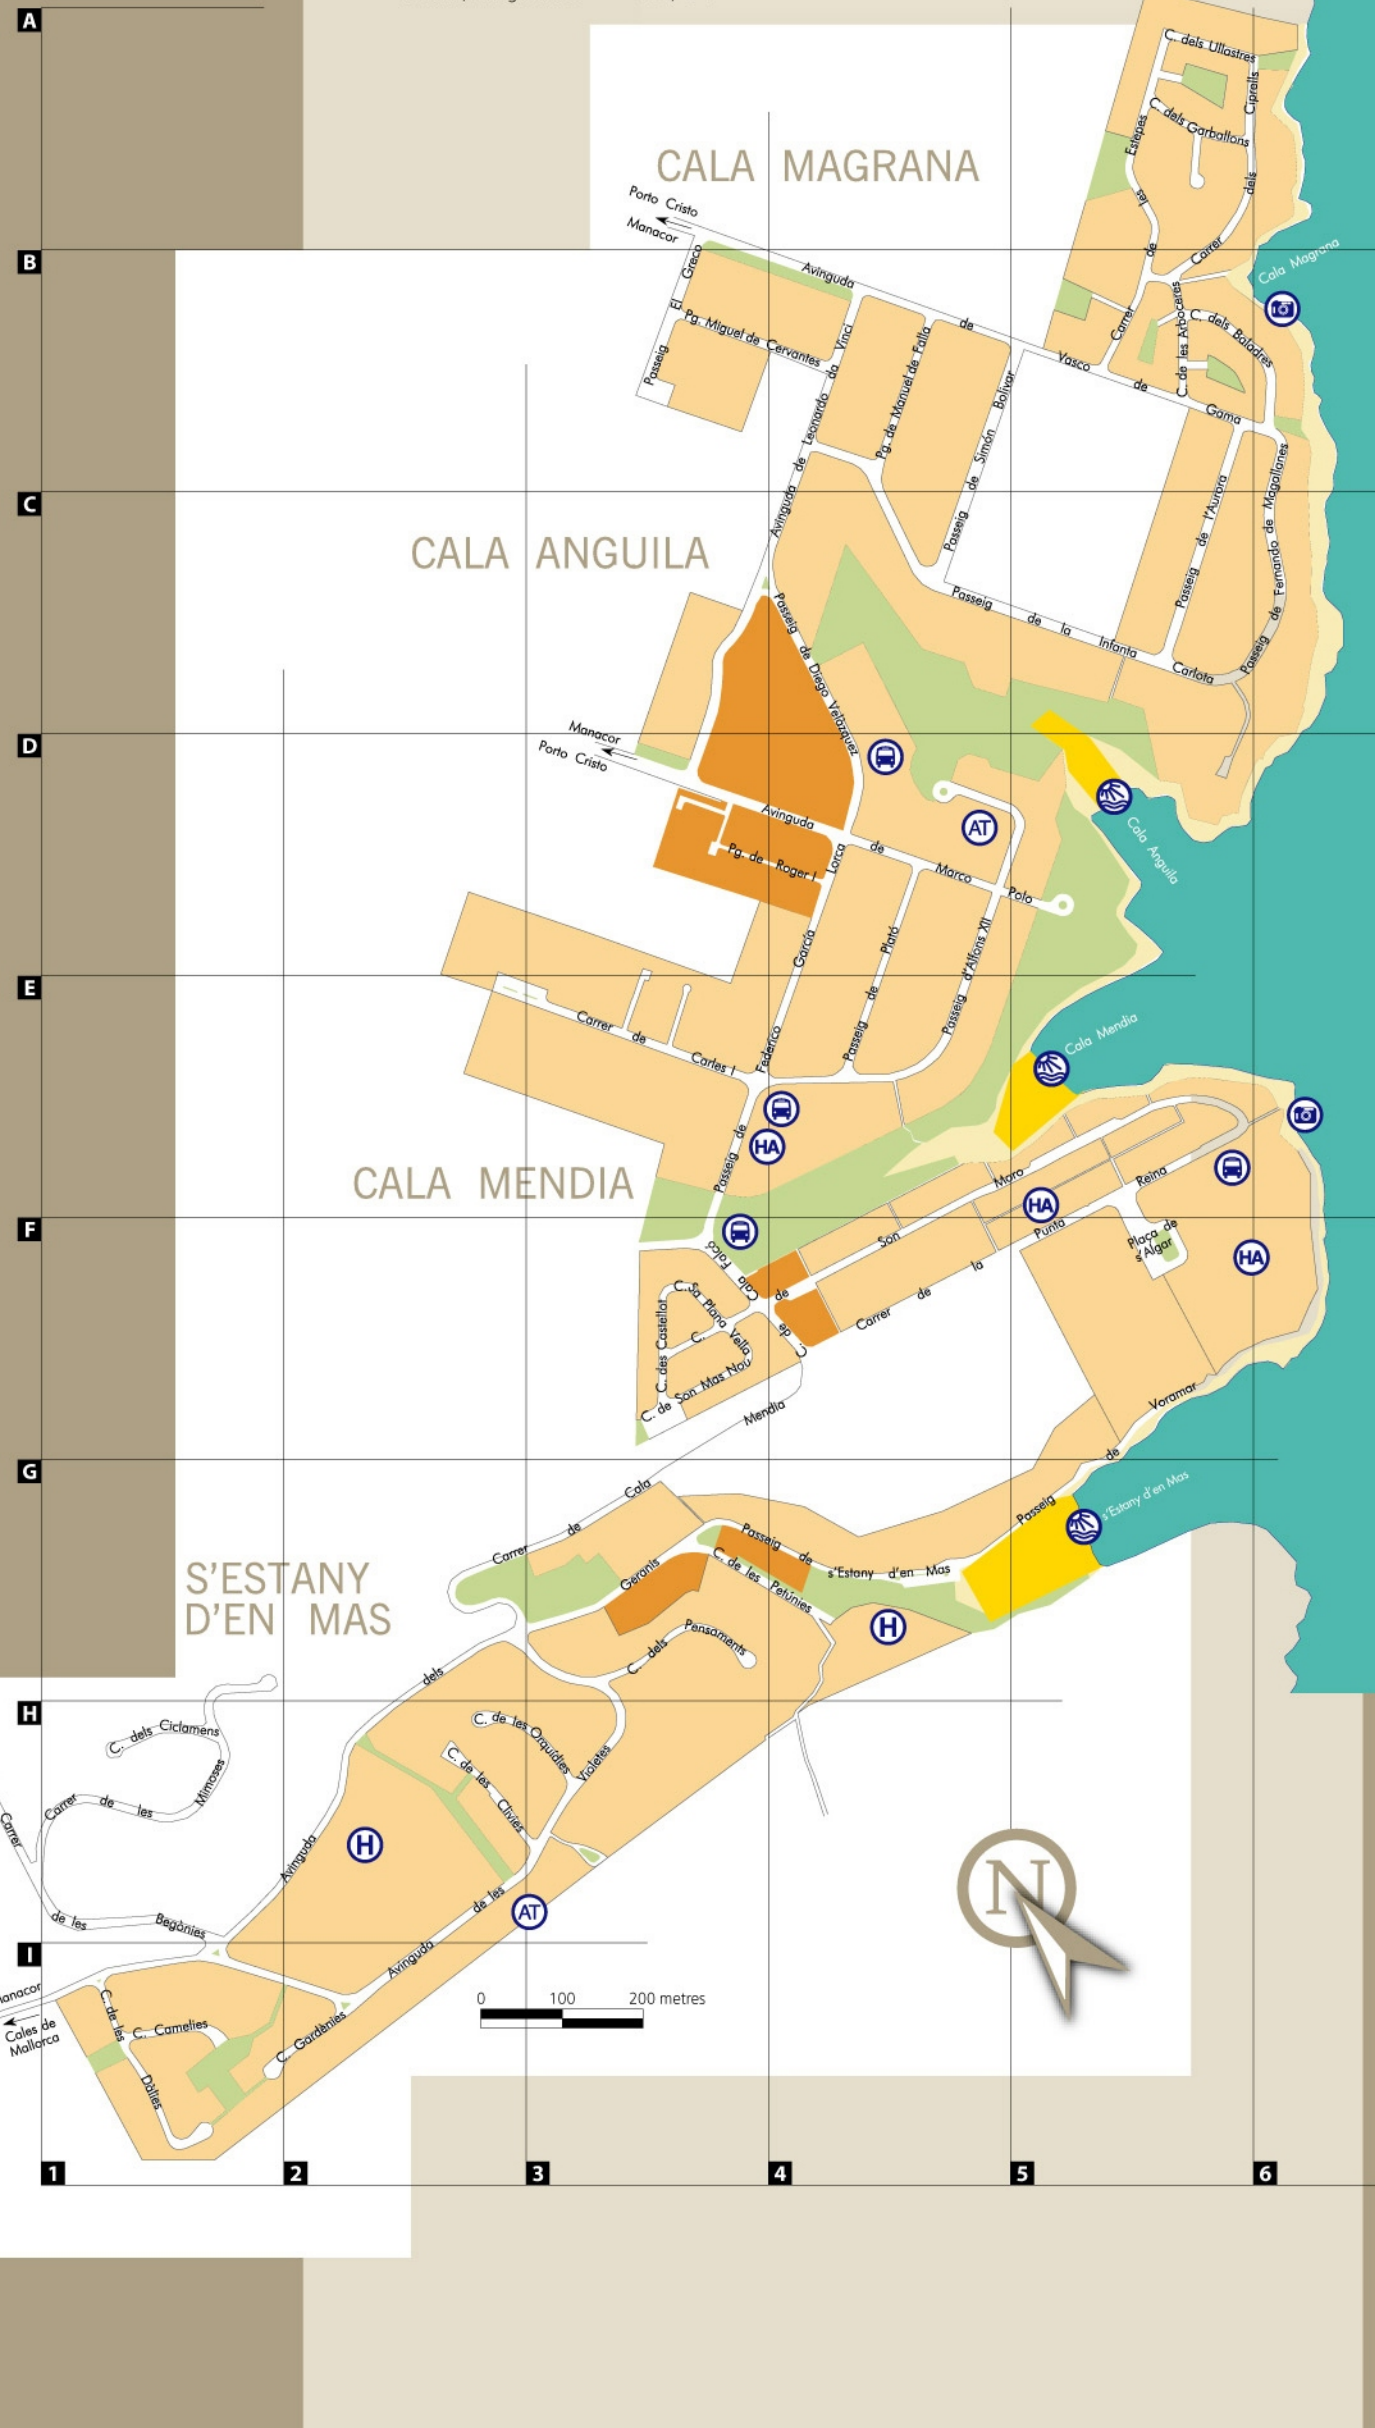 A
C. dels Ullastres
Carrer dels Ciprells
C. dels Garballons
Carrer de les Estepes
CALA MAGRANA
Porto Cristo
Manacor
B
Passeig El Greco
Avinguda de Vasco de Gama
Cala Magrana
Pg. Miguel de Cervantes
Avinguda de Leonardo da Vinci
Pg. de Manuel de Falla
Passeig de Simón Bolivar
C. de les Arboceres
C. dels Baladres
C
CALA ANGUILA
Passeig de l'Aurora
Passeig de Fernando de Magallanes
Passeig de la Infanta Carlota
Passeig de Diego Velàzquez
D
Manacor
Porto Cristo
Avinguda de Marco Polo
AT
Cala Anguila
Pg. de Roger I
Passeig de Federico García Lorca
Passeig de Plató
Passeig d'Alfons XII
E
Carrer de Carles I
Cala Mendia
HA
CALA MENDIA
HA
F
C. de Cala Falcó
C. de Son Moro
Carrer de la Punta Reina
Plaça de s'Algar
HA
C. Sa Plana Vella
C. des Castellot
C. de Son Mas Nou
Carrer de Cala Mendia
Passeig de Voramar
G
s'Estany d'en Mas
S'ESTANY
D'EN MAS
Passeig de s'Estany d'en Mas
Avinguda dels Geranis
C. de les Petúnies
H
C. dels Pensaments
H
C. dels Ciclamens
Carrer de les Mimoses
C. de les Orquídies
C. de les Clívies
Avinguda de les Violetes
H
AT
N
Carrer de les Begònies
I
Manacor
Cales de
Mallorca
C. de les Dàlies
C. Camelies
C. Gardènies
0 100 200 metres
1 2 3 4 5 6